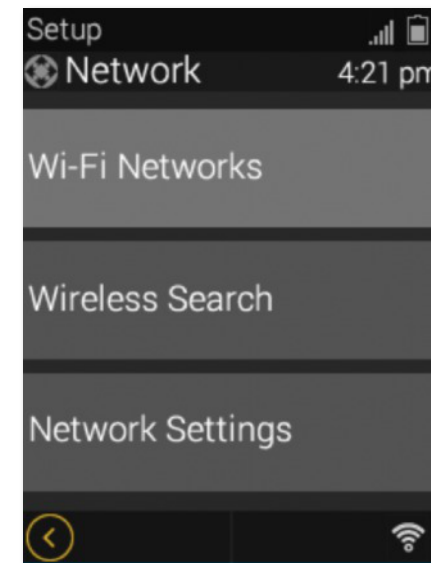 Setup
Network 4:21 pm
Wi-Fi Networks
Wireless Search
Network Settings